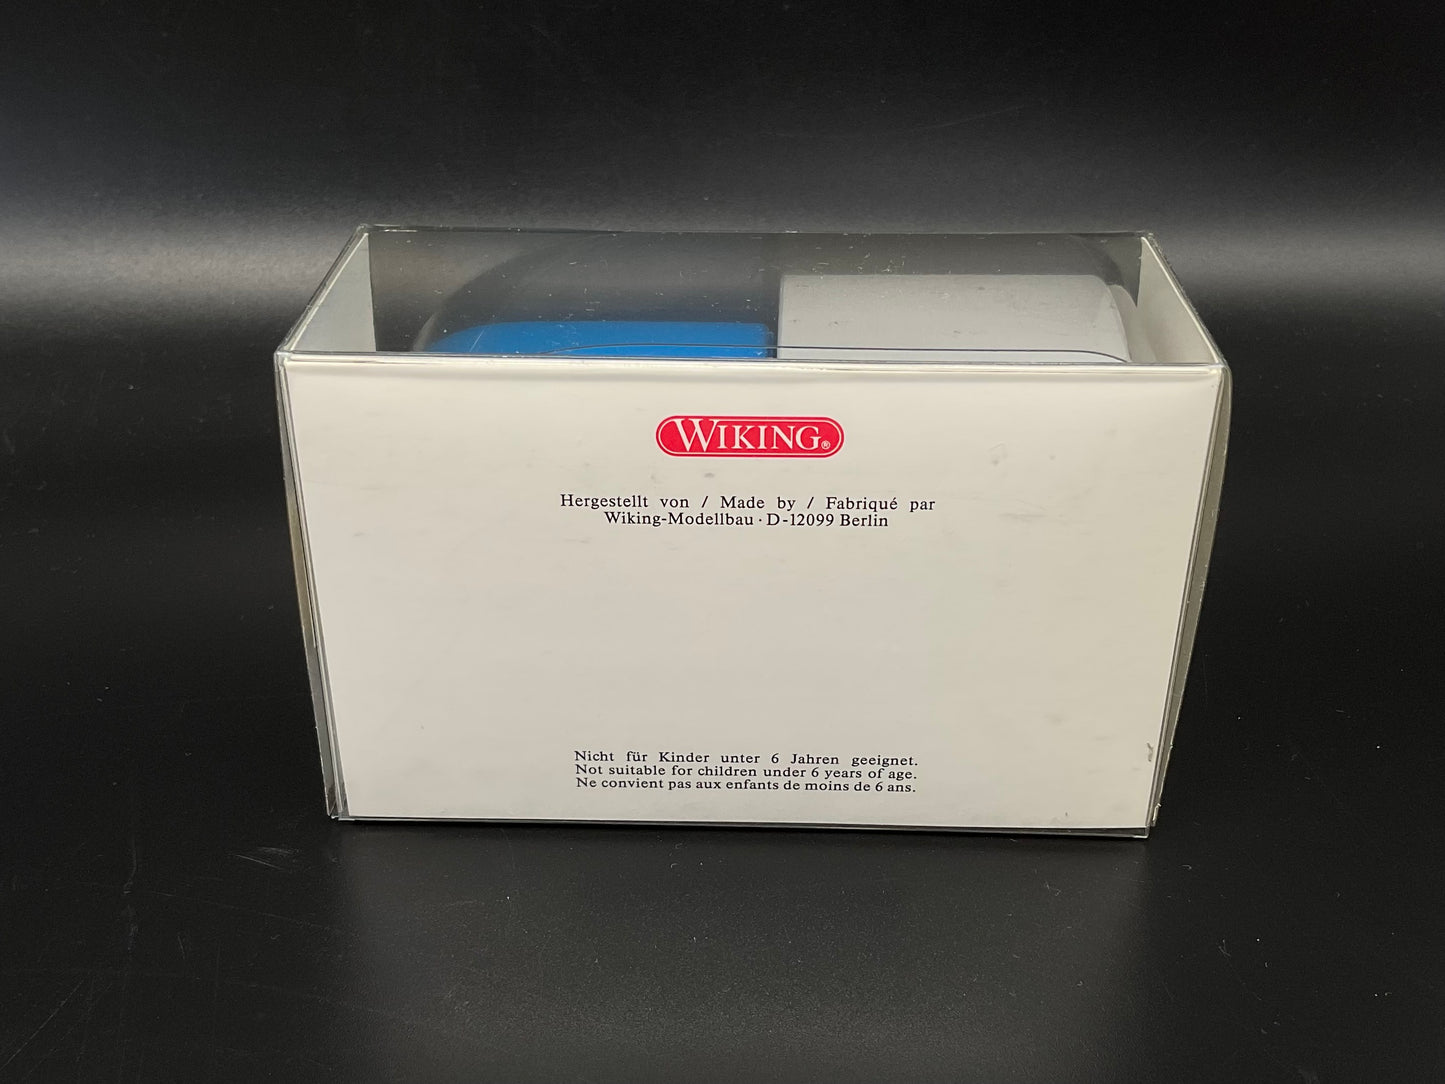 WIKING®
Hergestellt von / Made by / Fabriqué par
Wiking-Modellbau · D-12099 Berlin
Nicht für Kinder unter 6 Jahren geeignet.
Not suitable for children under 6 years of age.
Ne convient pas aux enfants de moins de 6 ans.